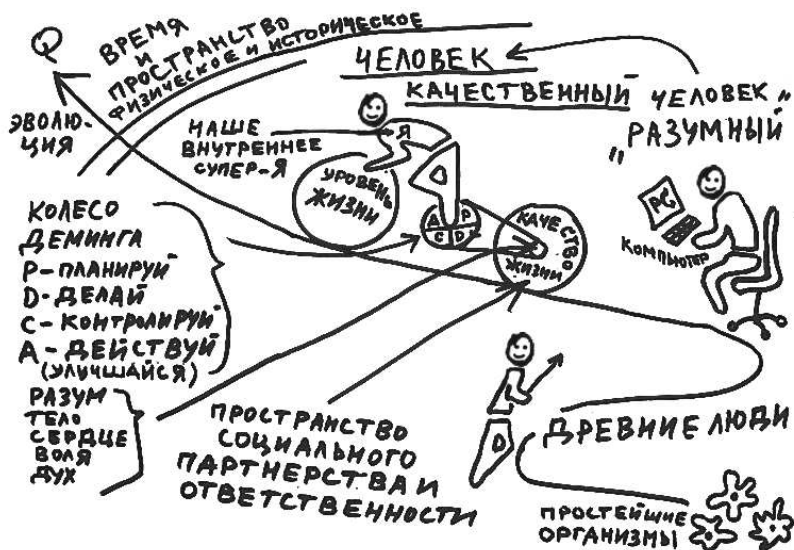 Q
ВРЕМЯ
И
ПРОСТРАНСТВО
ФИЗИЧЕСКОЕ И ИСТОРИЧЕСКОЕ
ЭВОЛЮ-
ЦИЯ
ЧЕЛОВЕК
КАЧЕСТВЕННЫЙ
ЧЕЛОВЕК"
"РАЗУМНЫЙ
НАШЕ
ВНУТРЕННЕЕ
СУПЕР-Я
Я
D
УРОВЕНЬ
ЖИЗНИ
A P
C D
КАЧЕСТВО
ЖИЗНИ
PC
КОМПЬЮТЕР
КОЛЕСО
ДЕМИНГА
P-ПЛАНИРУЙ
D-ДЕЛАЙ
C-КОНТРОЛИРУЙ
A-ДЕЙСТВУЙ
(УЛУЧШАЙСЯ)
РАЗУМ
ТЕЛО
СЕРДЦЕ
ВОЛЯ
ДУХ
ПРОСТРАНСТВО
СОЦИАЛЬНОГО
ПАРТНЕРСТВА И
ОТВЕТСТВЕННОСТИ
D
ДРЕВНИЕ ЛЮДИ
ПРОСТЕЙШИЕ
ОРГАНИЗМЫ